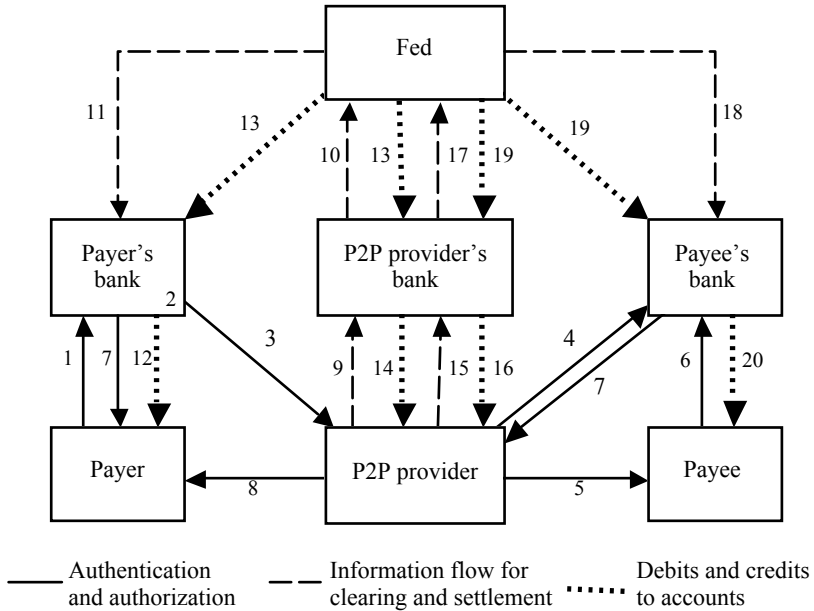 Fed
11
13
10
13
17
19
19
18
Payer's
bank
2
P2P provider's
bank
Payee's
bank
1
7
12
3
9
14
15
16
4
7
6
20
Payer
8
P2P provider
5
Payee
Authentication
and authorization
Information flow for
clearing and settlement
Debits and credits
to accounts